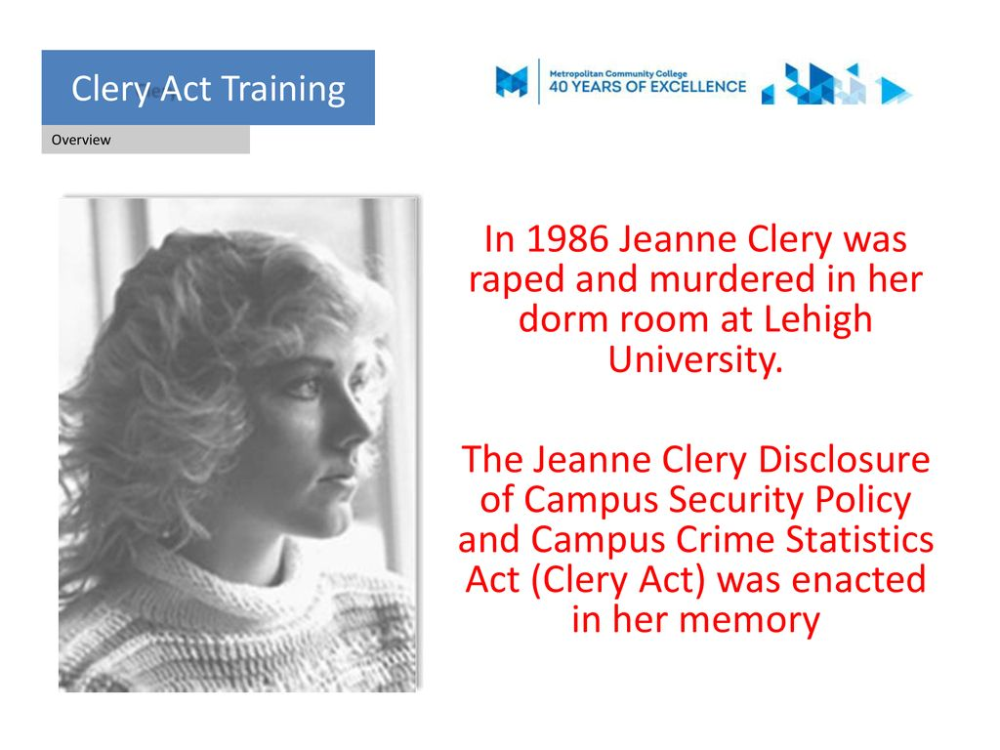 Clery Act Training
Overview
Metropolitan Community College
40 YEARS OF EXCELLENCE
In 1986 Jeanne Clery was
raped and murdered in her
dorm room at Lehigh
University.
The Jeanne Clery Disclosure
of Campus Security Policy
and Campus Crime Statistics
Act (Clery Act) was enacted
in her memory